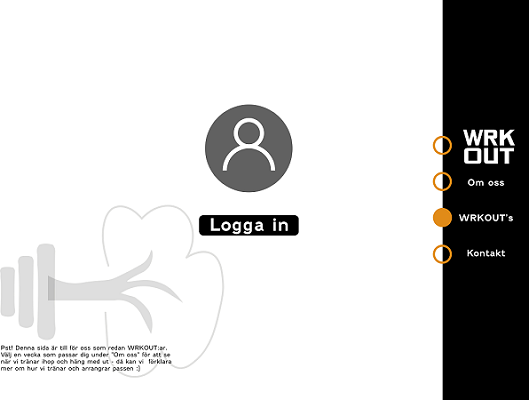 WRK
OUT
Om oss
WRKOUT's
Kontakt
Logga in
Pst! Denna sida är till för oss som redan WRKOUT:ar.
Välj en vecka som passar dig under "Om oss" för att se
när vi tränar ihop och häng med ut - då kan vi förklara
mer om hur vi tränar och arrangrar passen :)